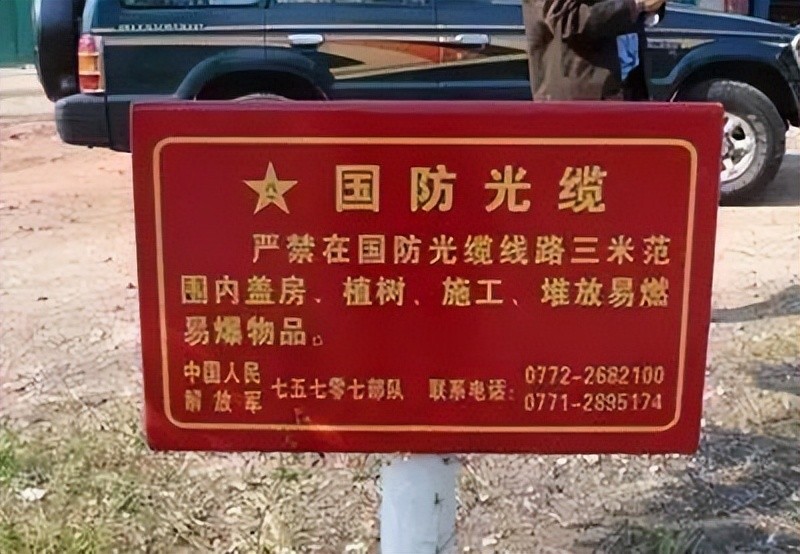 国防光缆
严禁在国防光缆线路三米范
围内盖房、植树、施工、堆放易燃
易爆物品。
中国人民解放军 七五七零七部队 联系电话: 0772-2682100
0771-2895174